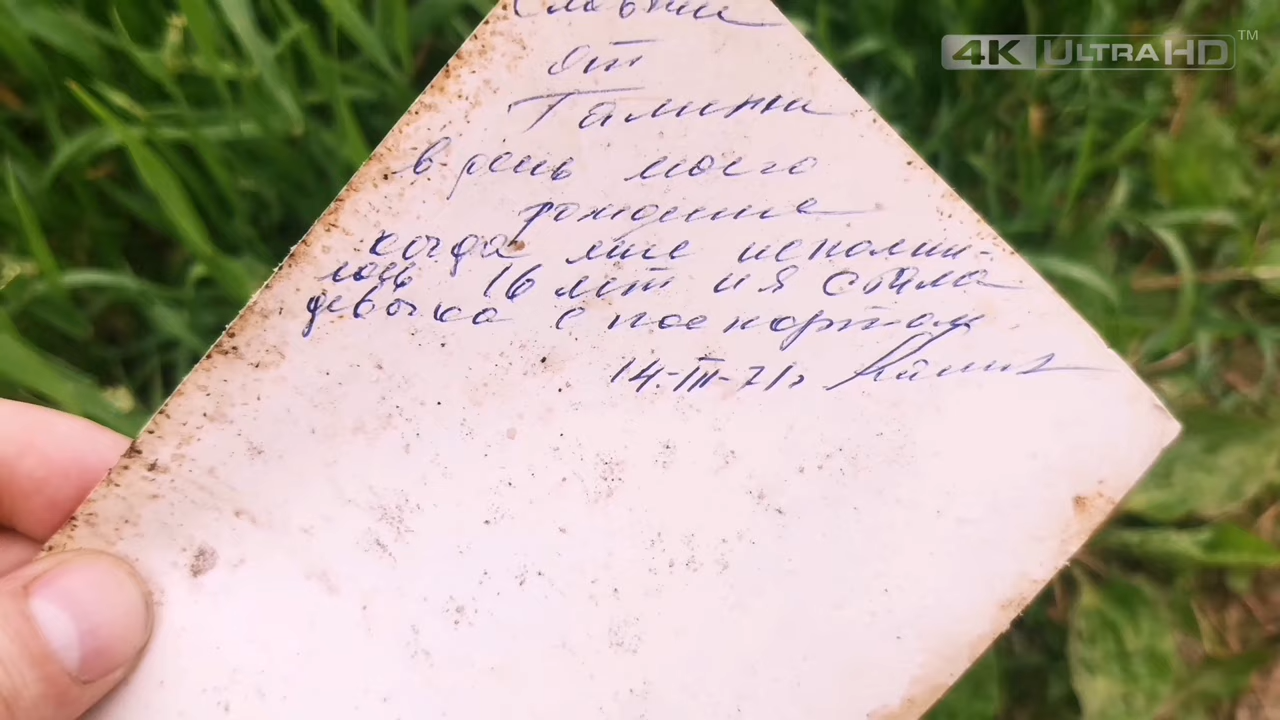 от
Галины
в день моего
рождения
когда мне исполни-
лось 16 лет и я стала
девочка с паспортом
14-III-71г
4K ULTRA HD™